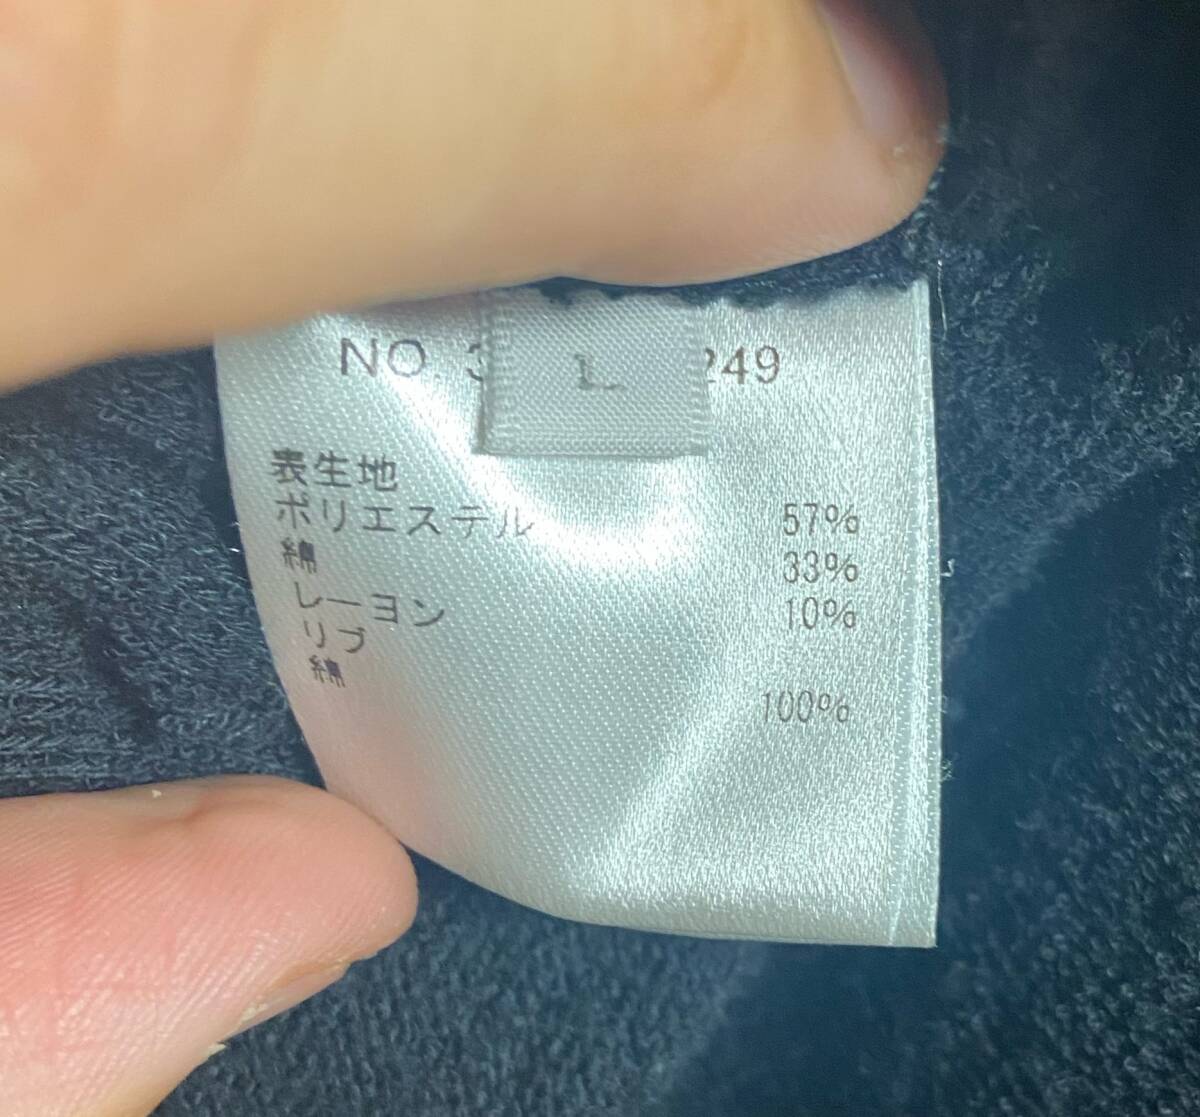 NO.
L
249
表生地
ポリエステル 57%
綿 33%
レーヨン 10%
リブ
綿 100%